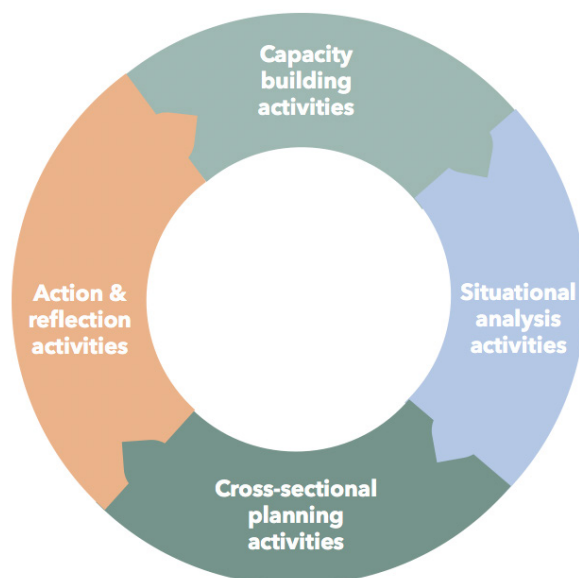 Capacity
building
activities
Situational
analysis
activities
Cross-sectional
planning
activities
Action &
reflection
activities